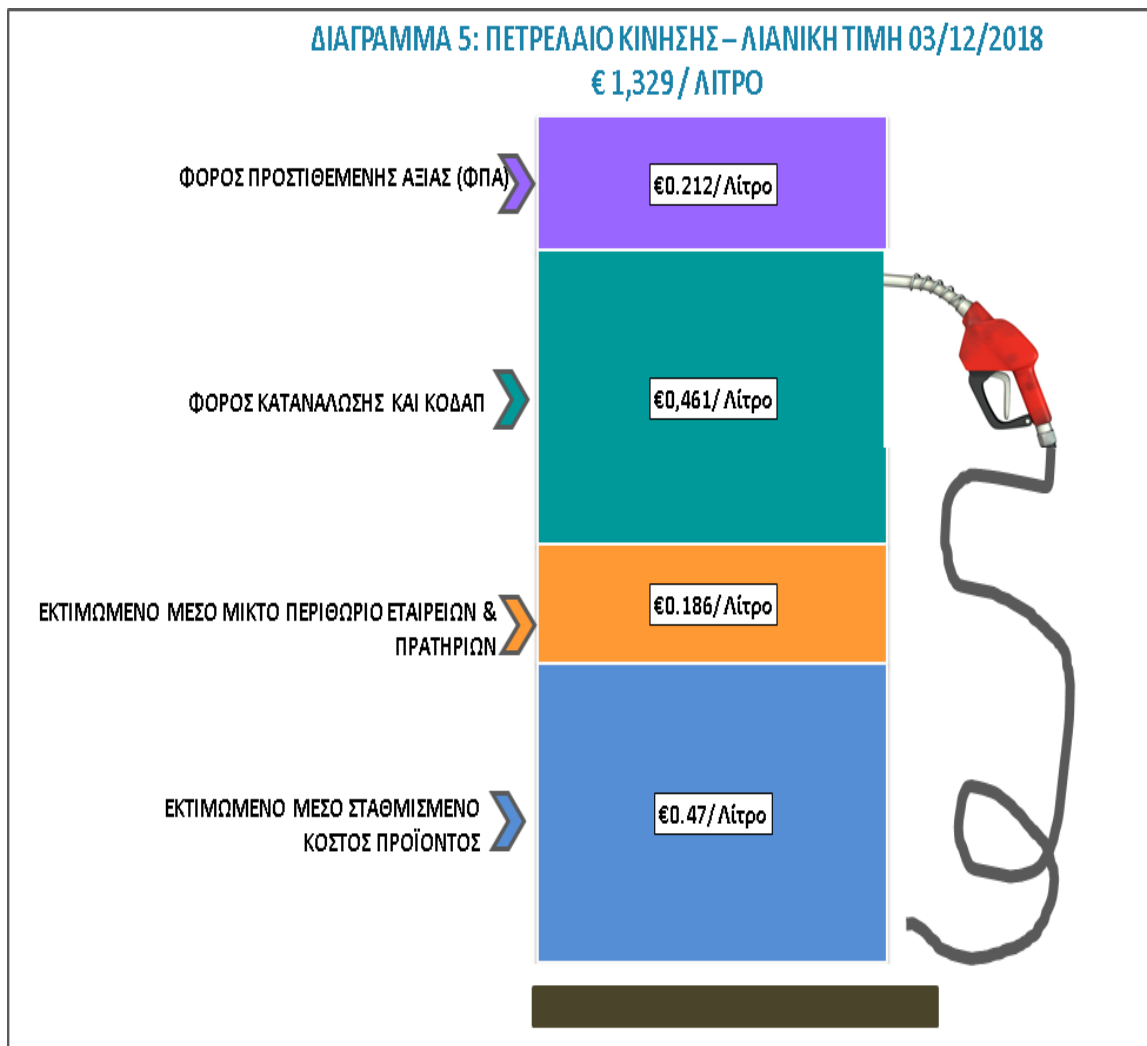 ΔΙΑΓΡΑΜΜΑ 5: ΠΕΤΡΕΛΑΙΟ ΚΙΝΗΣΗΣ – ΛΙΑΝΙΚΗ ΤΙΜΗ 03/12/2018
€ 1,329 / ΛΙΤΡΟ
ΦΟΡΟΣ ΠΡΟΣΤΙΘΕΜΕΝΗΣ ΑΞΙΑΣ (ΦΠΑ)
€0.212/ Λίτρο
ΦΟΡΟΣ ΚΑΤΑΝΑΛΩΣΗΣ ΚΑΙ ΚΟΔΑΠ
€0,461/ Λίτρο
ΕΚΤΙΜΩΜΕΝΟ ΜΕΣΟ ΜΙΚΤΟ ΠΕΡΙΘΩΡΙΟ ΕΤΑΙΡΕΙΩΝ &
ΠΡΑΤΗΡΙΩΝ
€0.186/ Λίτρο
ΕΚΤΙΜΩΜΕΝΟ ΜΕΣΟ ΣΤΑΘΜΙΣΜΕΝΟ
ΚΟΣΤΟΣ ΠΡΟΪΟΝΤΟΣ
€0.47/ Λίτρο